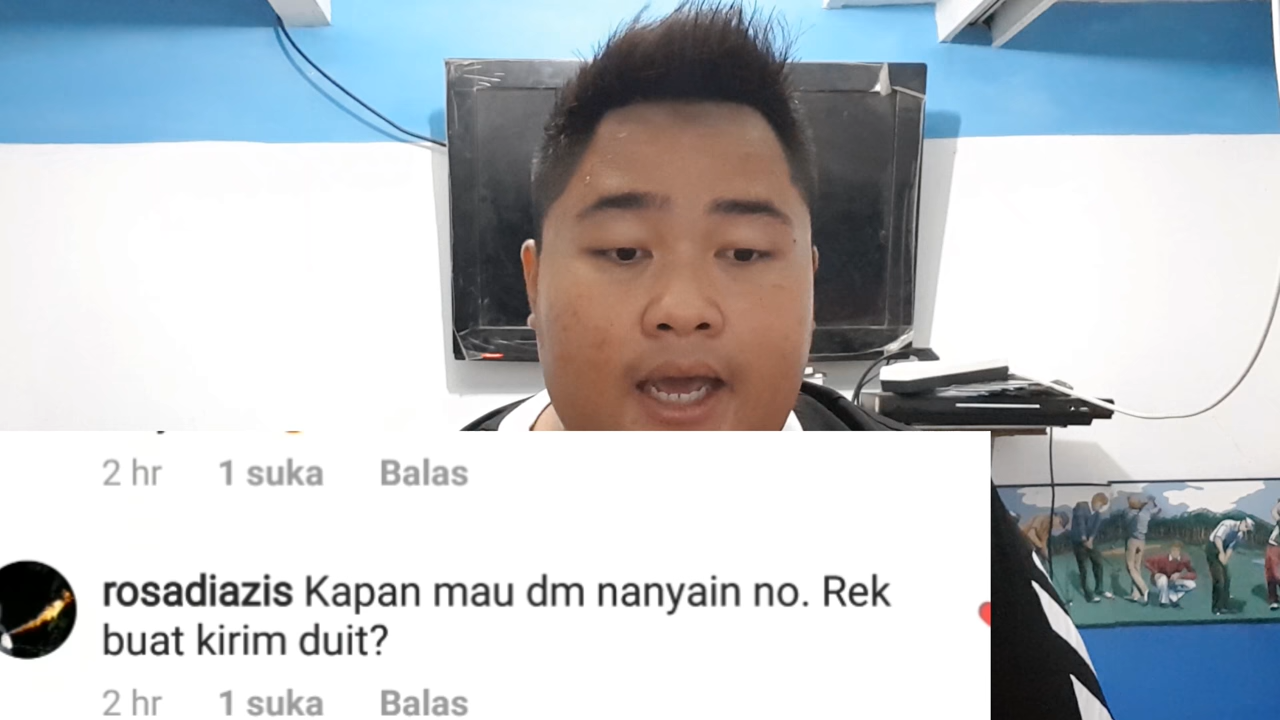 2 hr 1 suka Balas
rosadiazis Kapan mau dm nanyain no. Rek
buat kirim duit?
2 hr 1 suka Balas